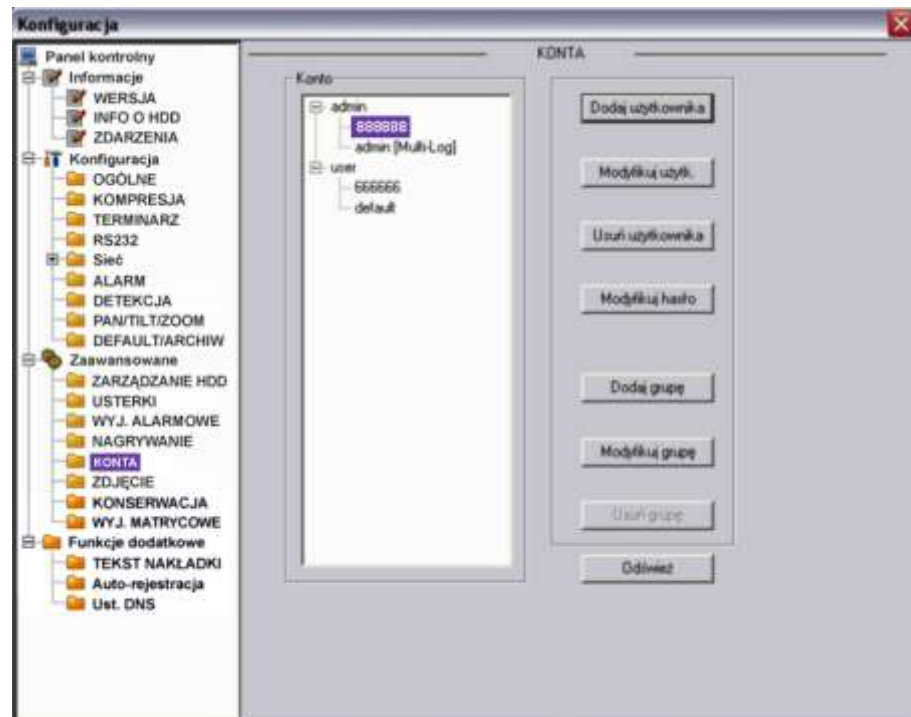 Konfiguracja
Panel kontrolny
Informacje
WERSJA
INFO O HDD
ZDARZENIA
Konfiguracja
OGÓLNE
KOMPRESJA
TERMINARZ
RS232
Sieć
ALARM
DETEKCJA
PAN/TILT/ZOOM
DEFAULT/ARCHIW
Zaawansowane
ZARZĄDZANIE HDD
USTERKI
WYJ. ALARMOWE
NAGRYWANIE
KONTA
ZDJĘCIE
KONSERWACJA
WYJ. MATRYCOWE
Funkcje dodatkowe
TEKST NAKŁADKI
Auto-rejestracja
Ust. DNS
KONTA
Konto
admin
888888
admin [Multi-Log]
user
666666
default
Dodaj użytkownika
Modyfikuj użytk.
Usuń użytkownika
Modyfikuj hasło
Dodaj grupę
Modyfikuj grupę
Usuń grupę
Odśwież